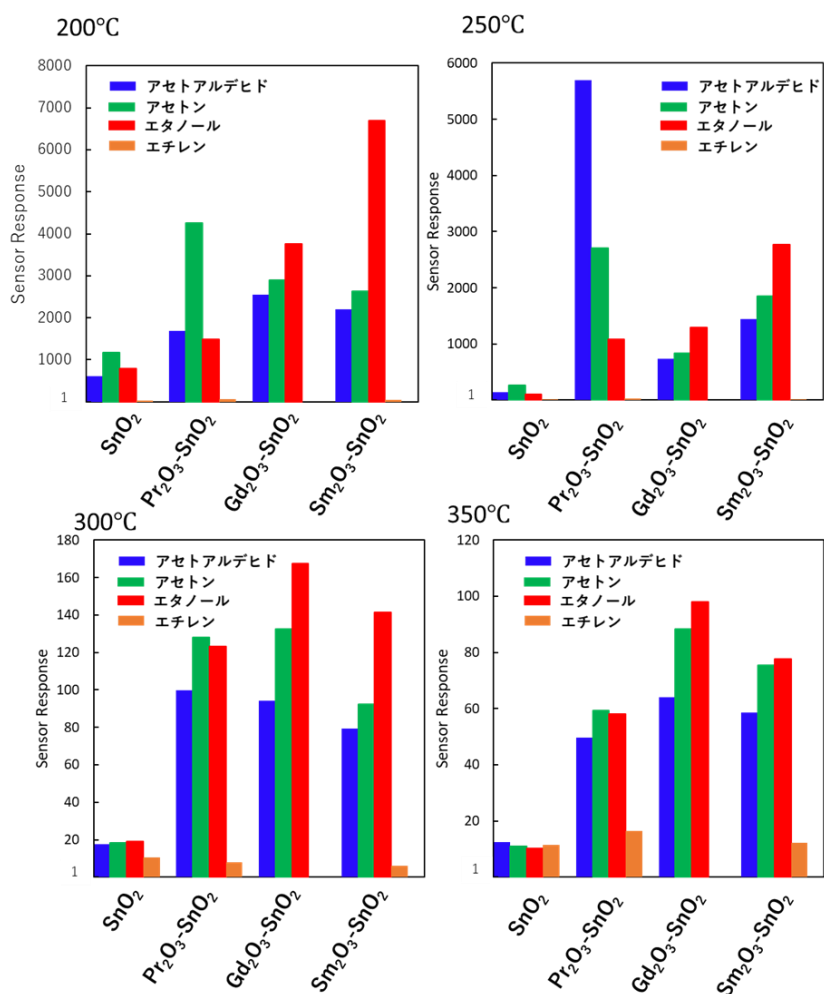 200℃
8000
7000
6000
5000
4000
3000
2000
1000
1
Sensor Response
アセトアルデヒド
アセトン
エタノール
エチレン
SnO₂
Pr₂O₃-SnO₂
Gd₂O₃-SnO₂
Sm₂O₃-SnO₂
250℃
6000
5000
4000
3000
2000
1000
1
Sensor Response
アセトアルデヒド
アセトン
エタノール
エチレン
SnO₂
Pr₂O₃-SnO₂
Gd₂O₃-SnO₂
Sm₂O₃-SnO₂
300℃
180
160
140
120
100
80
60
40
20
1
Sensor Response
アセトアルデヒド
アセトン
エタノール
エチレン
SnO₂
Pr₂O₃-SnO₂
Gd₂O₃-SnO₂
Sm₂O₃-SnO₂
350℃
120
100
80
60
40
20
1
Sensor Response
アセトアルデヒド
アセトン
エタノール
エチレン
SnO₂
Pr₂O₃-SnO₂
Gd₂O₃-SnO₂
Sm₂O₃-SnO₂